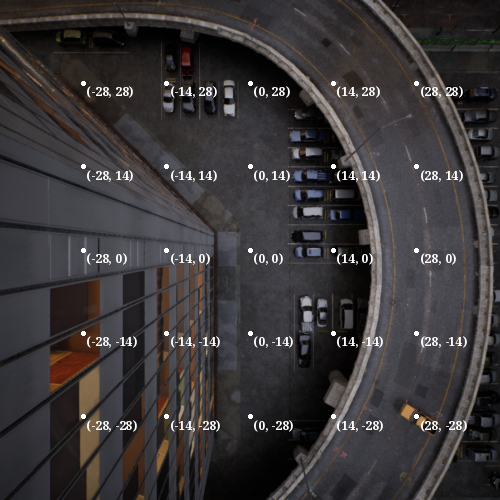 (-28, 28) (-14, 28) (0, 28) (14, 28) (28, 28)
(-28, 14) (-14, 14) (0, 14) (14, 14) (28, 14)
(-28, 0) (-14, 0) (0, 0) (14, 0) (28, 0)
(-28, -14) (-14, -14) (0, -14) (14, -14) (28, -14)
(-28, -28) (-14, -28) (0, -28) (14, -28) (28, -28)